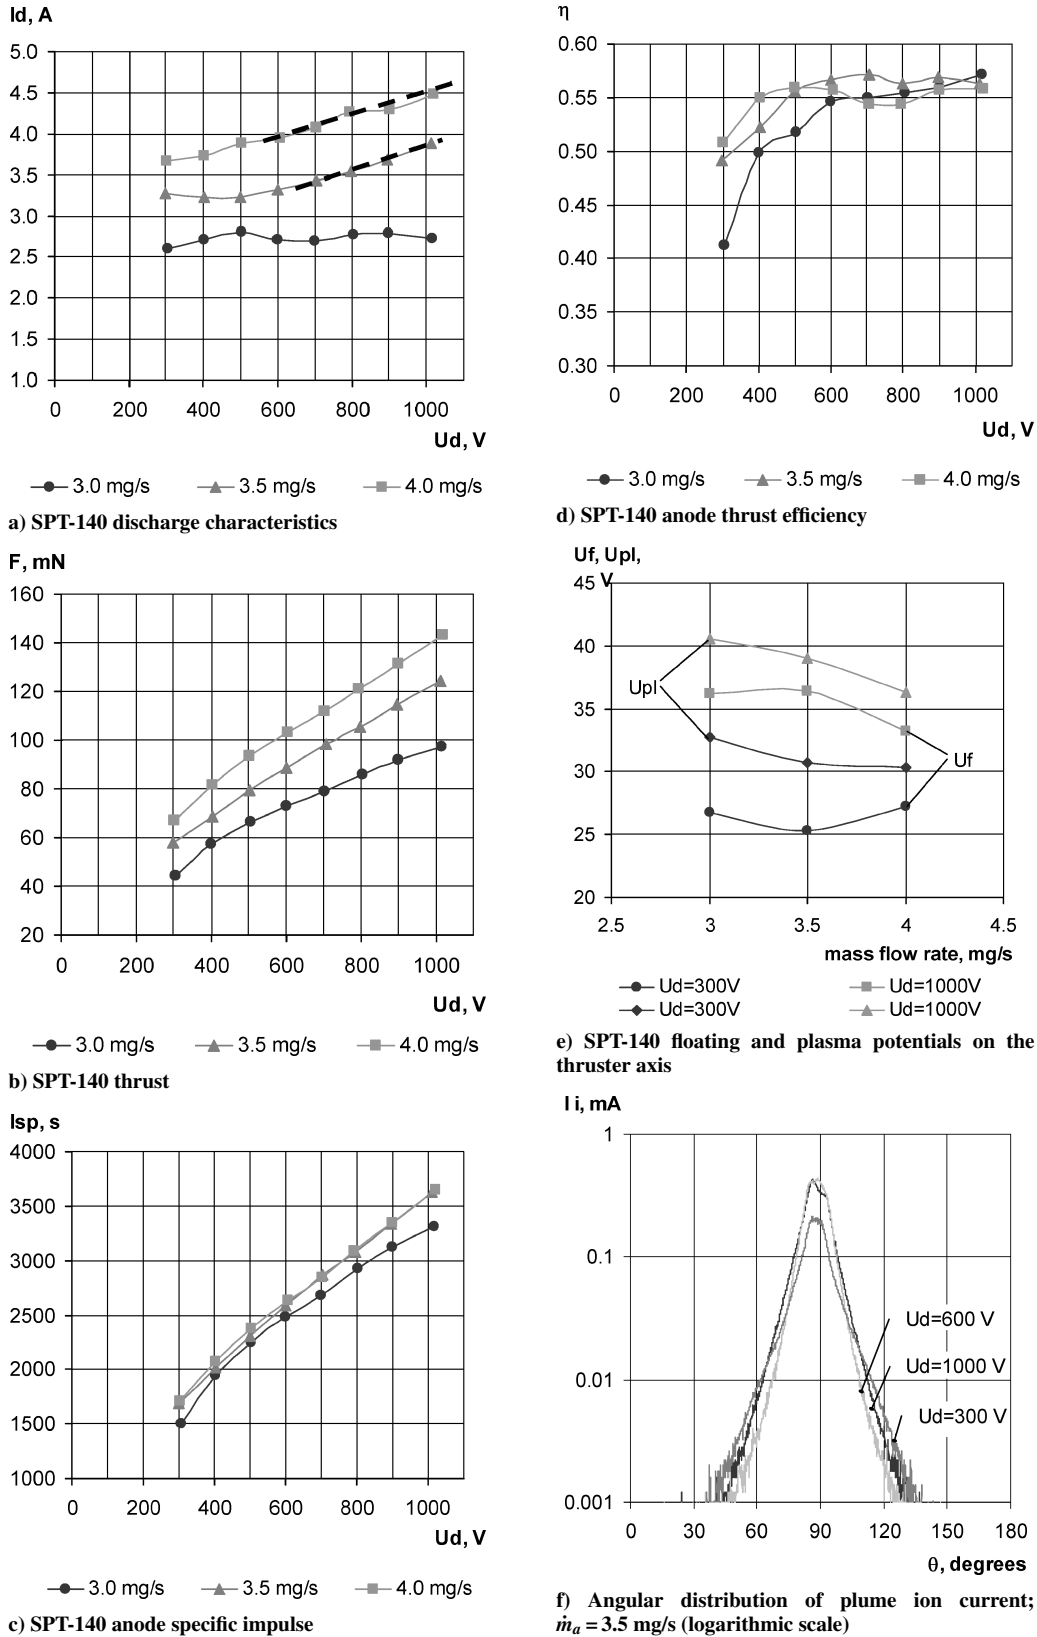 Id, A
5.0
4.5
4.0
3.5
3.0
2.5
2.0
1.5
1.0
0 200 400 600 800 1000
Ud, V
3.0 mg/s 3.5 mg/s 4.0 mg/s
a) SPT-140 discharge characteristics
F, mN
160
140
120
100
80
60
40
20
0 200 400 600 800 1000
Ud, V
3.0 mg/s 3.5 mg/s 4.0 mg/s
b) SPT-140 thrust
Isp, s
4000
3500
3000
2500
2000
1500
1000
0 200 400 600 800 1000
Ud, V
3.0 mg/s 3.5 mg/s 4.0 mg/s
c) SPT-140 anode specific impulse
η
0.60
0.55
0.50
0.45
0.40
0.35
0.30
0 200 400 600 800 1000
Ud, V
3.0 mg/s 3.5 mg/s 4.0 mg/s
d) SPT-140 anode thrust efficiency
Uf, Upl,
V
45
40
35
30
25
20
Upl
Uf
2.5 3 3.5 4 4.5
mass flow rate, mg/s
Ud=300V Ud=1000V
Ud=300V Ud=1000V
e) SPT-140 floating and plasma potentials on the
thruster axis
I i, mA
1
0.1
0.01
0.001
Ud=600 V
Ud=1000 V
Ud=300 V
0 30 60 90 120 150 180
θ, degrees
f) Angular distribution of plume ion current;
ṁa = 3.5 mg/s (logarithmic scale)